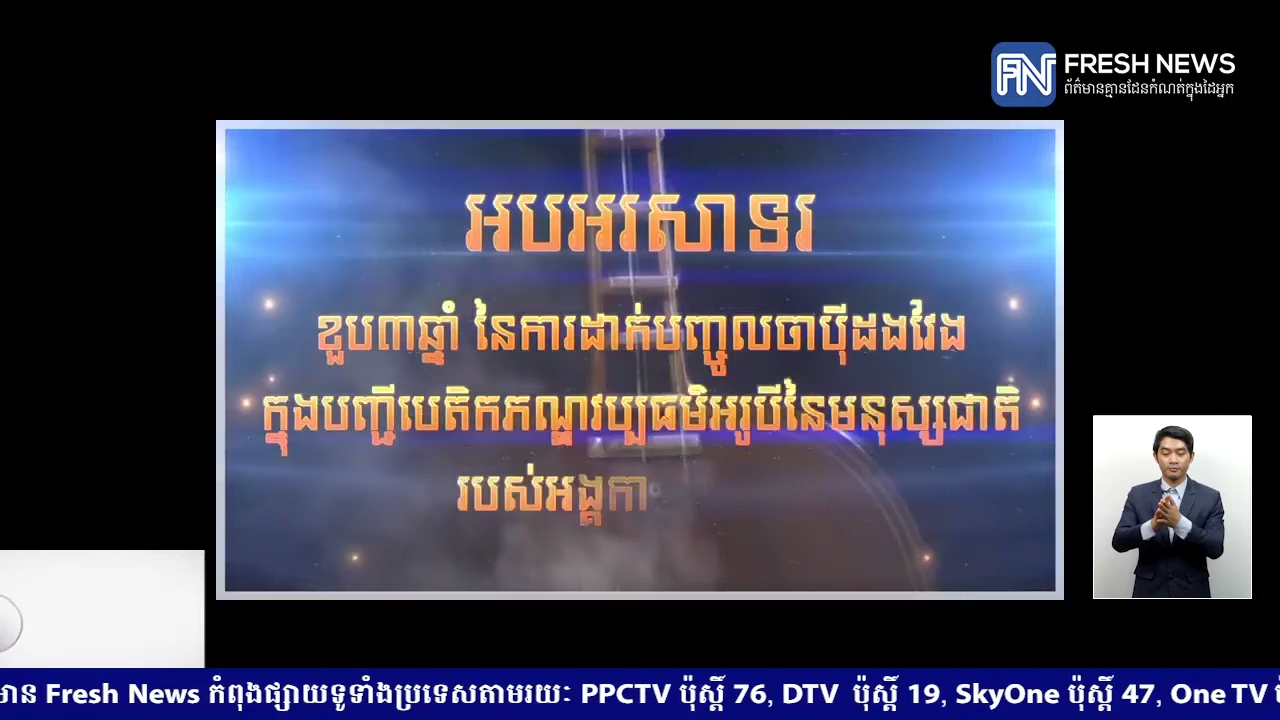 FRESH NEWS
ព័ត៌មានគ្មានដែនកំណត់ក្នុងដៃអ្នក
អបអរសាទរ
ខួប៣ឆ្នាំ នៃការដាក់បញ្ចូលចាប៉ីដងវែង
ក្នុងបញ្ជីបេតិកភណ្ឌវប្បធម៌អរូបីនៃមនុស្សជាតិ
របស់អង្គកា
មាន Fresh News កំពុងផ្សាយទូទាំងប្រទេសតាមរយៈ PPCTV ប៉ុស្តិ៍ 76, DTV ប៉ុស្តិ៍ 19, SkyOne ប៉ុស្តិ៍ 47, One TV